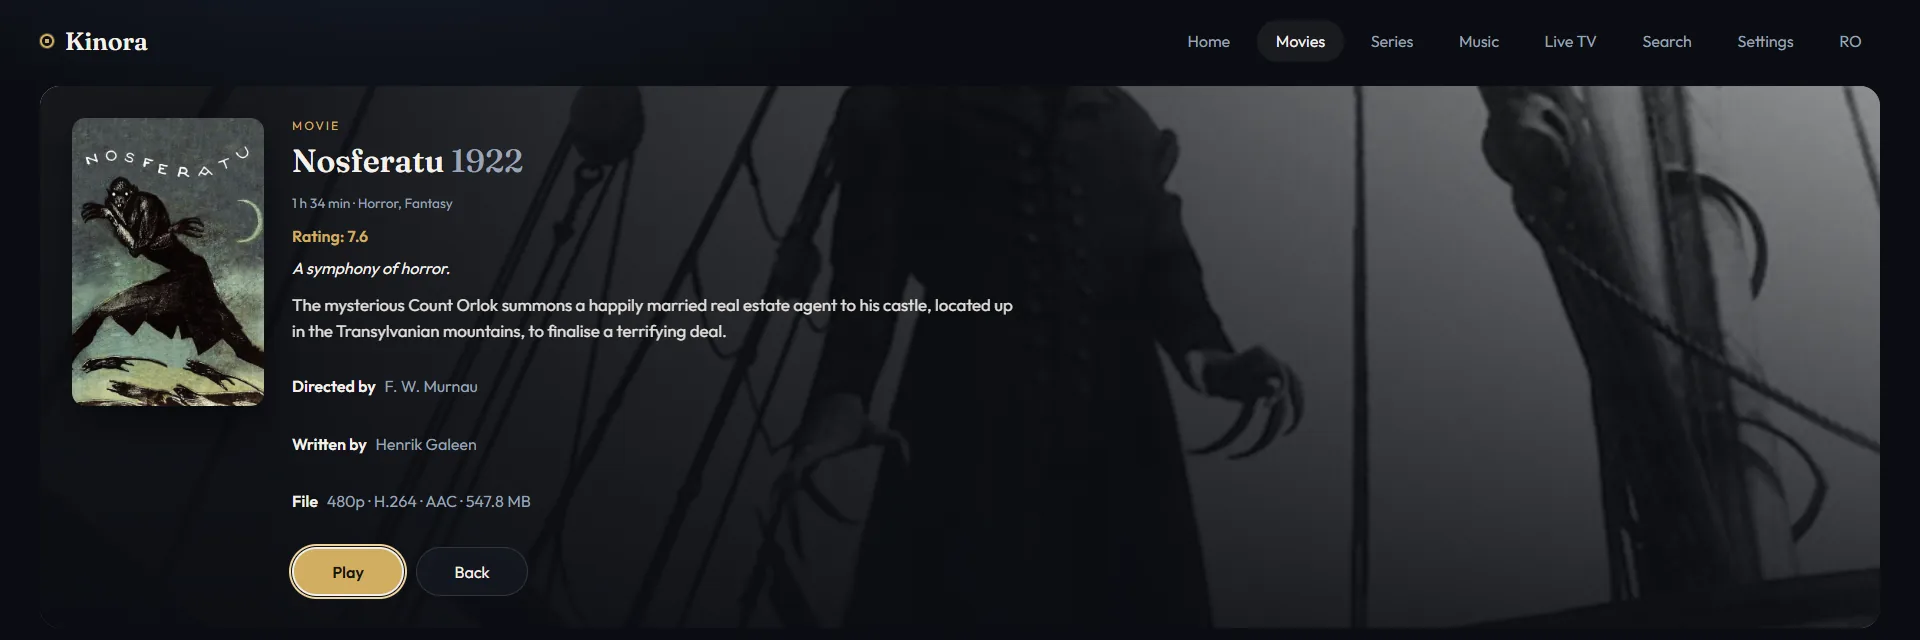 Kinora
Home
Movies
Series
Music
Live TV
Search
Settings
RO
NOSFERATU
MOVIE
Nosferatu 1922
1 h 34 min · Horror, Fantasy
Rating: 7.6
A symphony of horror.
The mysterious Count Orlok summons a happily married real estate agent to his castle, located up
in the Transylvanian mountains, to finalise a terrifying deal.
Directed by F. W. Murnau
Written by Henrik Galeen
File 480p · H.264 · AAC · 547.8 MB
Play
Back